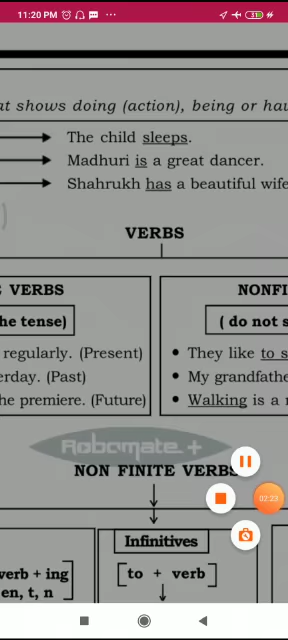 11:20 PM
31
at shows doing (action), being or hav
The child sleeps.
Madhuri is a great dancer.
Shahrukh has a beautiful wife
VERBS
E VERBS
he tense)
regularly. (Present)
erday. (Past)
he premiere. (Future)
NONFI
( do not s
• They like to s
• My grandfathe
• Walking is a
Robomate +
NON FINITE VERBS
02:23
verb + ing
en, t, n
Infinitives
to + verb